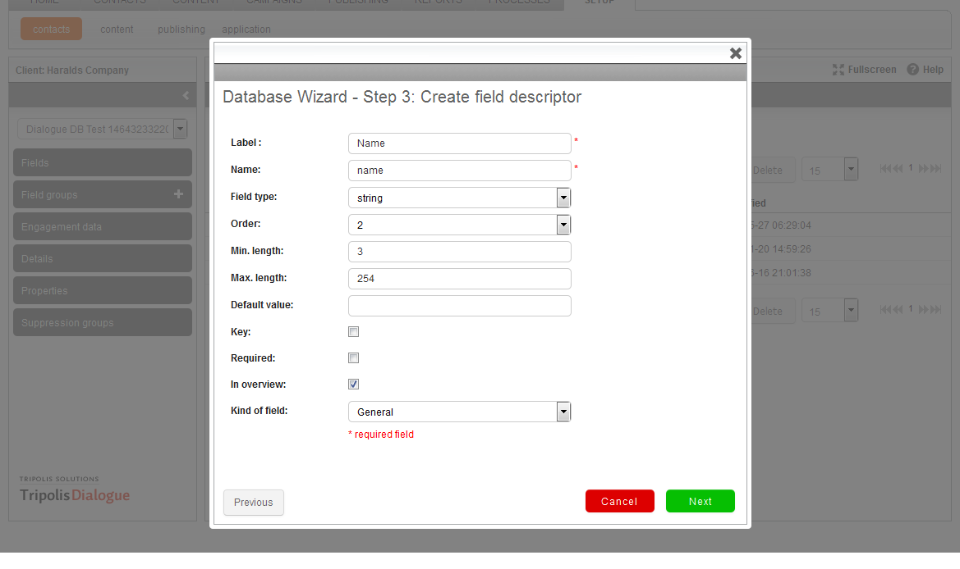 HOME CONTACTS CONTENT CAMPAIGNS PUBLISHING REPORTS PROCESSES SETUP
contacts content publishing application
Client: Haralds Company
Fullscreen Help
Dialogue DB Test 1464323322
Fields
Field groups +
Engagement data
Details
Properties
Suppression groups
TRIPOLIS SOLUTIONS
TripolisDialogue
Database Wizard - Step 3: Create field descriptor
Label : Name *
Name: name *
Field type: string
Order: 2
Min. length: 3
Max. length: 254
Default value:
Key:
Required:
In overview:
Kind of field: General
* required field
Previous Cancel Next
Delete 15 1
ied
-27 06:29:04
-20 14:59:26
-16 21:01:38
Delete 15 1